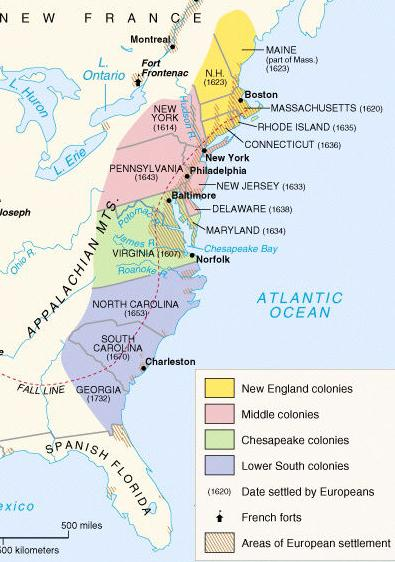 NEW FRANCE
Montreal
MAINE
(part of Mass.)
(1623)
Fort
Frontenac
L.
Ontario
N.H.
(1623)
L.
Huron
Boston
Hudson R.
NEW
YORK
(1614)
MASSACHUSETTS (1620)
RHODE ISLAND (1635)
CONNECTICUT (1636)
L. Erie
New York
PENNSYLVANIA
(1643)
Philadelphia
NEW JERSEY (1633)
Baltimore
DELAWARE (1638)
Joseph
Potomac R.
MARYLAND (1634)
James R.
Chesapeake Bay
VIRGINIA (1607)
Norfolk
Ohio R.
Roanoke R.
APPALACHIAN MTS.
NORTH CAROLINA
(1653)
ATLANTIC
OCEAN
SOUTH
CAROLINA
(1670)
Charleston
FALL LINE
GEORGIA
(1732)
SPANISH FLORIDA
exico
500 miles
500 kilometers
New England colonies
Middle colonies
Chesapeake colonies
Lower South colonies
(1620) Date settled by Europeans
French forts
Areas of European settlement